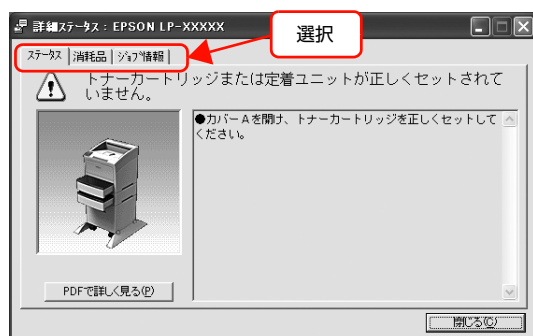 詳細ステータス：EPSON LP-XXXXX
選択
ステータス 消耗品 ジョブ情報
トナーカートリッジまたは定着ユニットが正しくセットされて
いません。
●カバーＡを開け、トナーカートリッジを正しくセットして
ください。
PDFで詳しく見る(P)
閉じる(C)